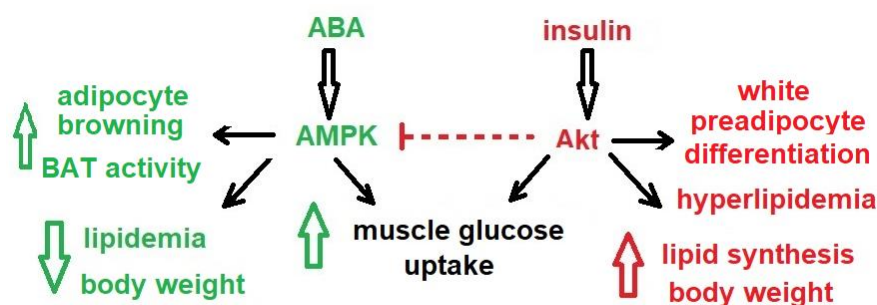 ABA
insulin
adipocyte
browning
BAT activity
AMPK
Akt
white
preadipocyte
differentiation
lipidemia
body weight
muscle glucose
uptake
hyperlipidemia
lipid synthesis
body weight